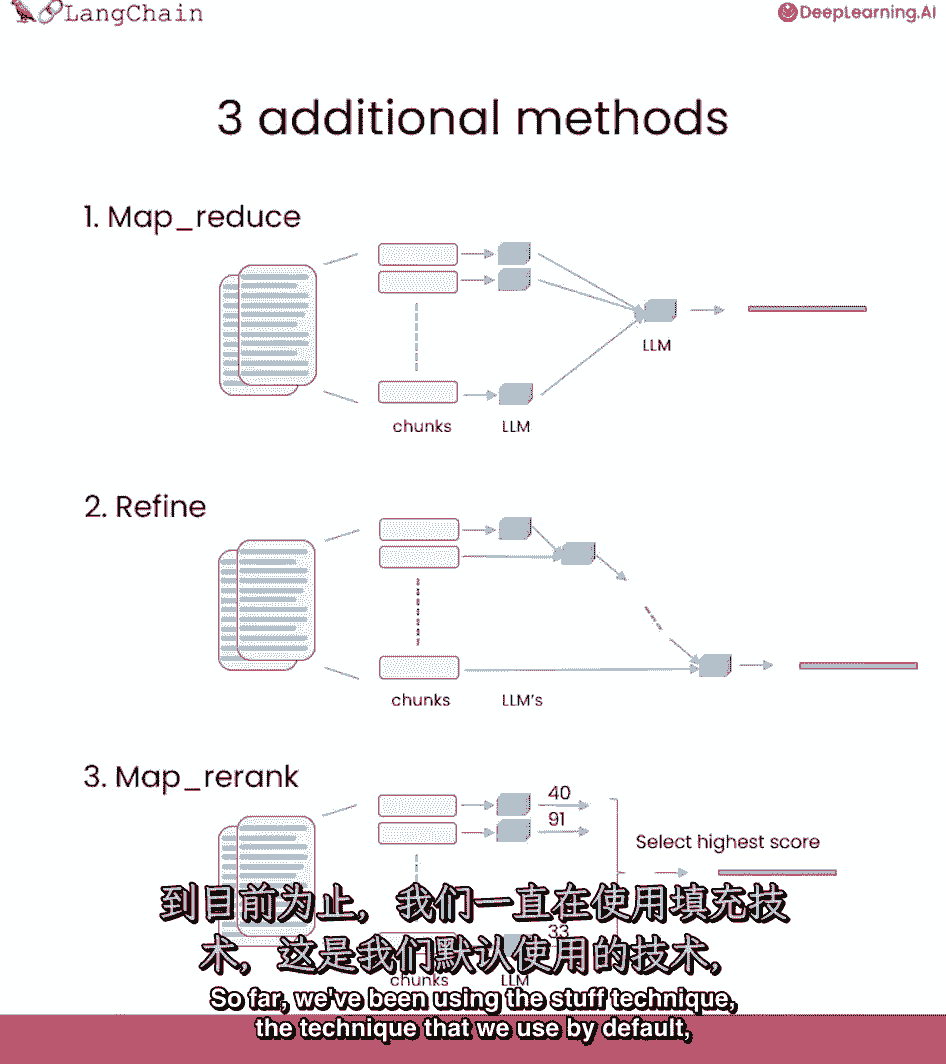 LangChain
DeepLearning.AI
3 additional methods
1. Map_reduce
LLM
chunks
LLM
2. Refine
chunks
LLM's
3. Map_rerank
40
91
Select highest score
33
chunks
LLM
到目前为止，我们一直在使用填充技
术，这是我们默认使用的技术，
So far, we've been using the stuff technique,
the technique that we use by default,